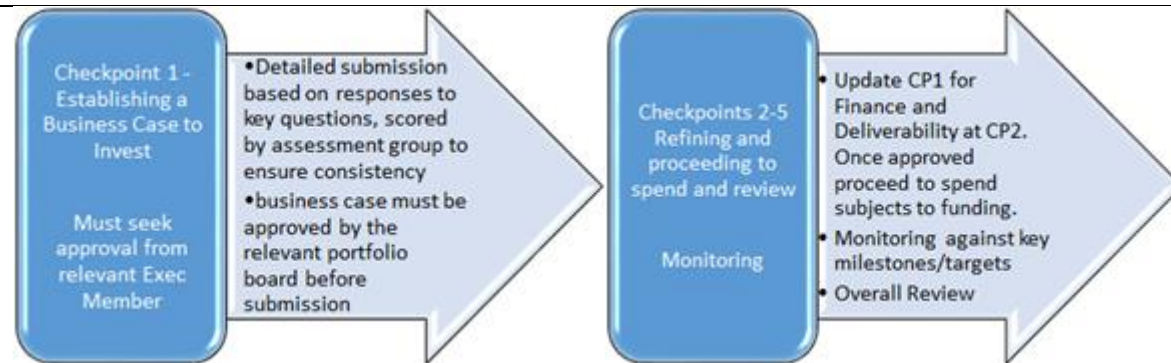 Checkpoint 1 -
Establishing a
Business Case to
Invest
Must seek
approval from
relevant Exec
Member
•Detailed submission
based on responses to
key questions, scored
by assessment group to
ensure consistency
•business case must be
approved by the
relevant portfolio
board before
submission
Checkpoints 2-5
Refining and
proceeding to
spend and review
Monitoring
• Update CP1 for
Finance and
Deliverability at CP2.
Once approved
proceed to spend
subjects to funding.
• Monitoring against key
milestones/targets
• Overall Review